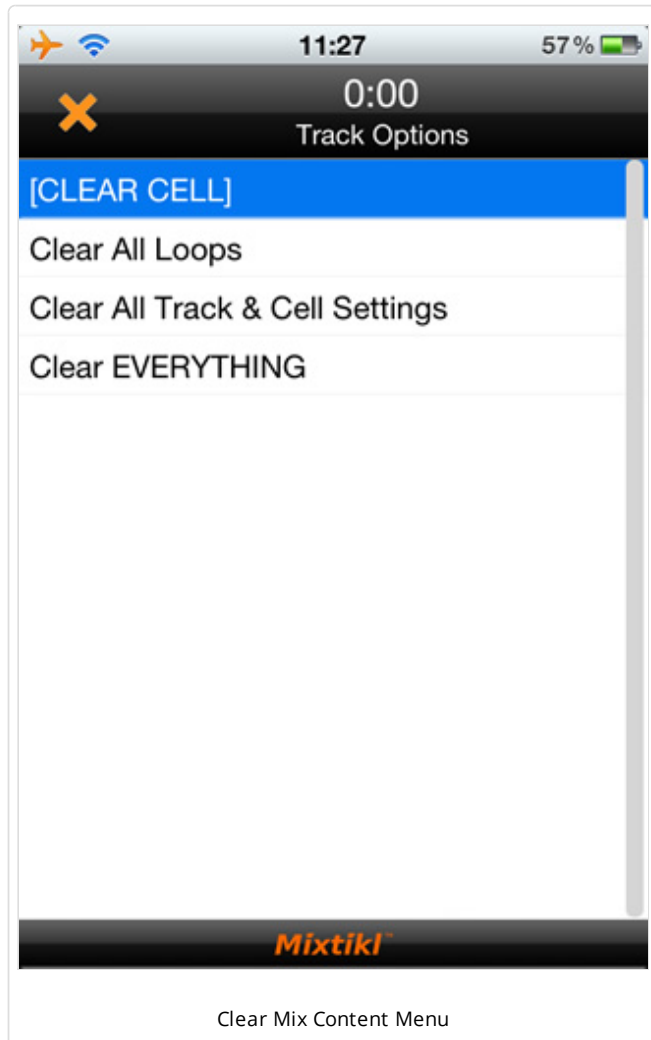 11:27
57%
0:00
Track Options
[CLEAR CELL]
Clear All Loops
Clear All Track & Cell Settings
Clear EVERYTHING
Mixtikl™
Clear Mix Content Menu